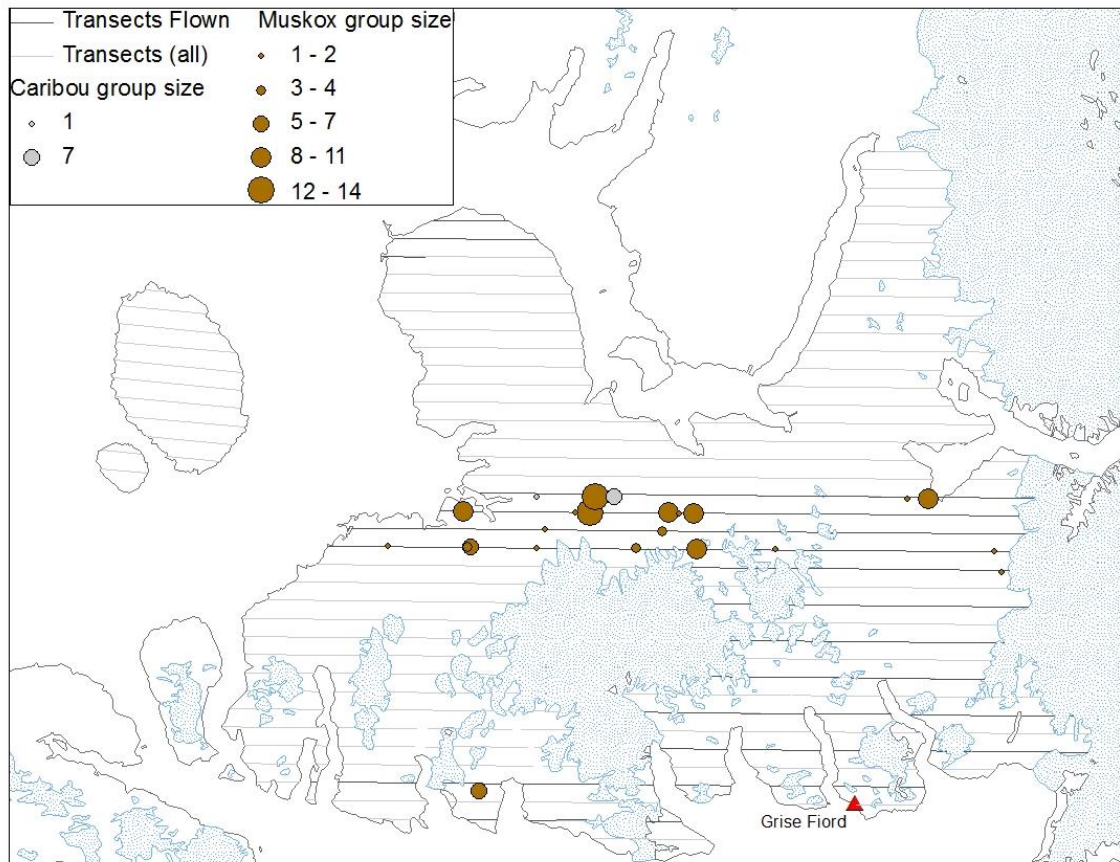 Transects Flown
Transects (all)
Caribou group size
1
7
Muskox group size
1 - 2
3 - 4
5 - 7
8 - 11
12 - 14
Grise Fiord